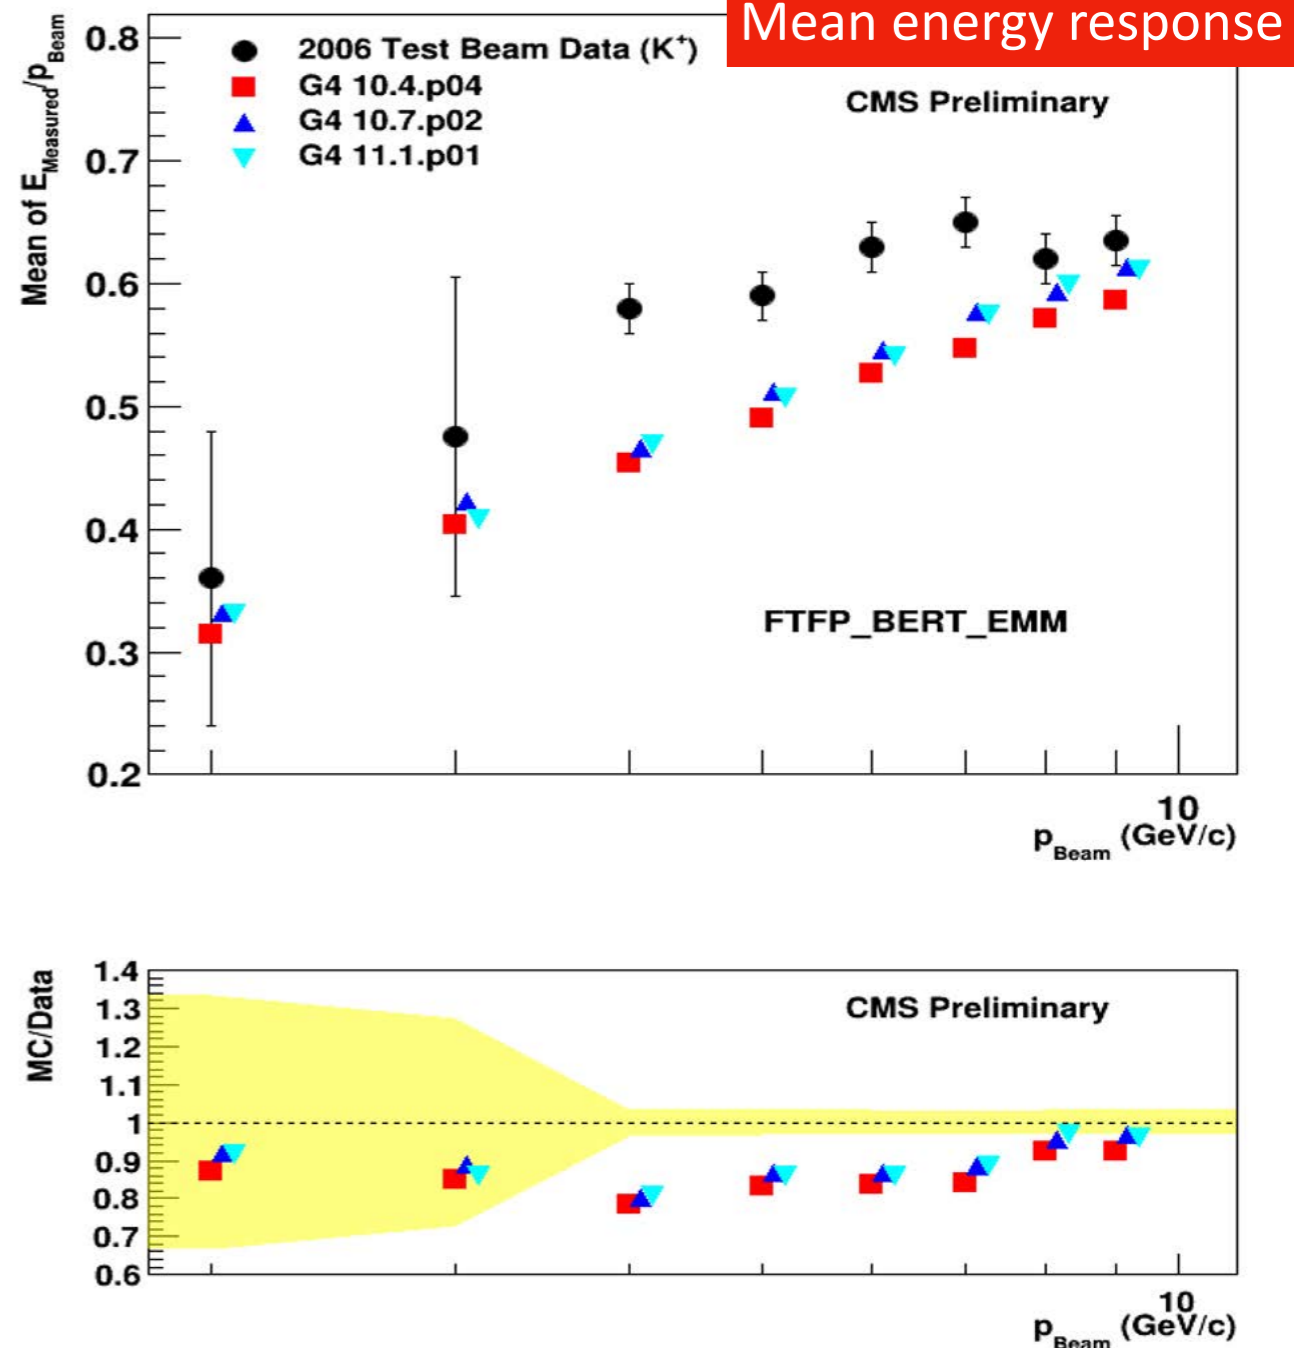 Mean energy response
0.8
0.7
0.6
0.5
0.4
0.3
0.2
Mean of E_Measured/p_Beam
2006 Test Beam Data (K⁺)
G4 10.4.p04
G4 10.7.p02
G4 11.1.p01
CMS Preliminary
FTFP_BERT_EMM
10
p_Beam (GeV/c)
1.4
1.3
1.2
1.1
1
0.9
0.8
0.7
0.6
MC/Data
CMS Preliminary
10
p_Beam (GeV/c)